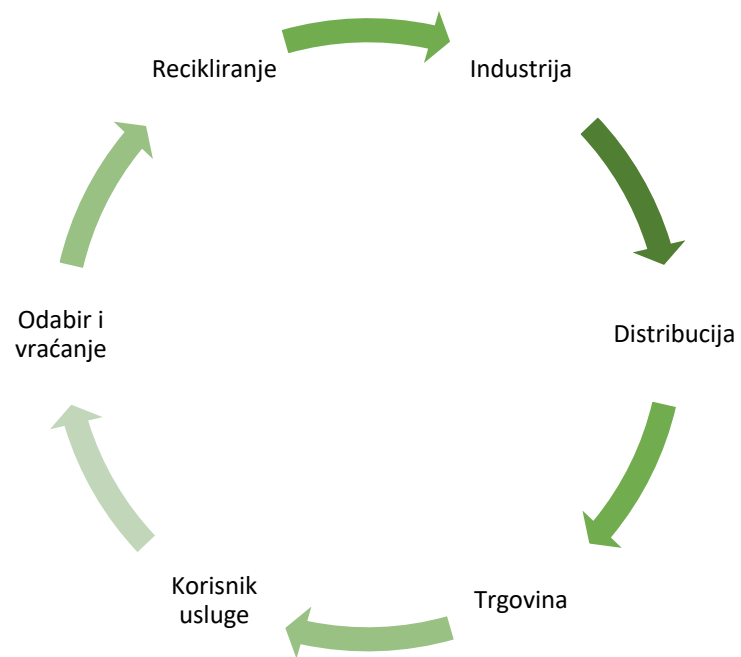 Recikliranje
Industrija
Distribucija
Trgovina
Korisnik
usluge
Odabir i
vraćanje